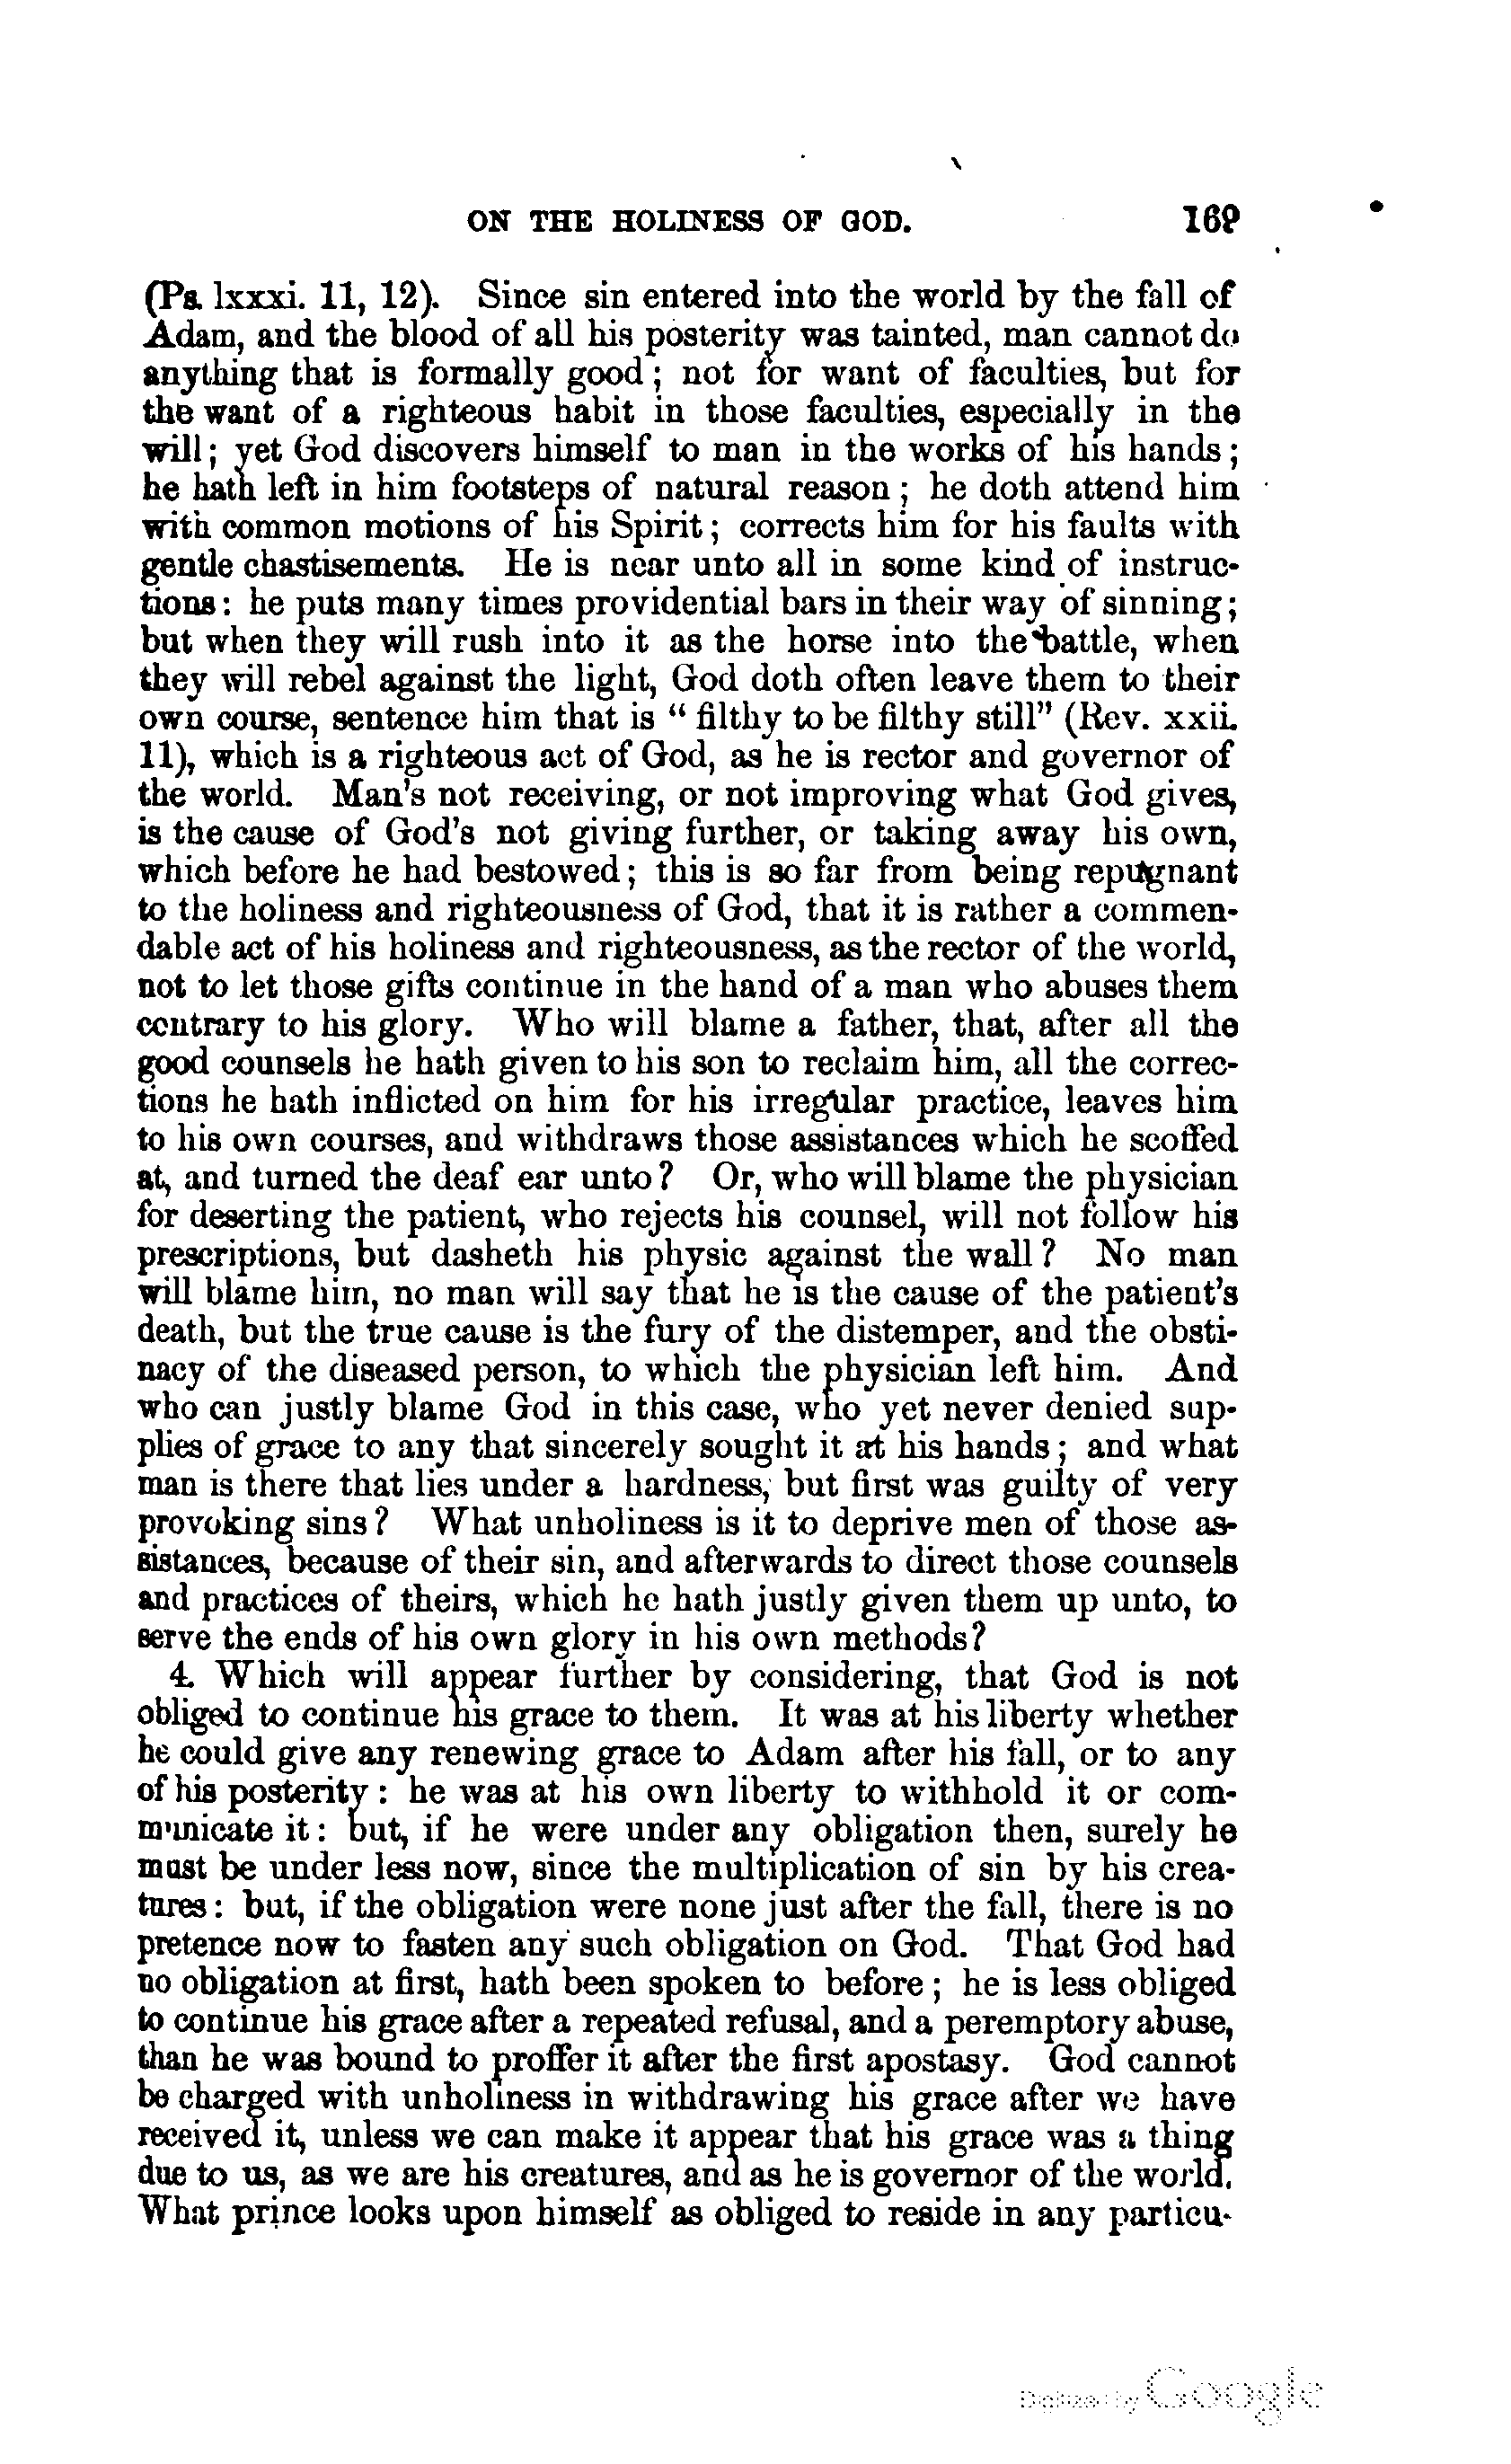 ON THE HOLINESS OF GOD. 169
(Ps. lxxxi. 11, 12). Since sin entered into the world by the fall of
Adam, and the blood of all his posterity was tainted, man cannot do
anything that is formally good; not for want of faculties, but for
the want of a righteous habit in those faculties, especially in the
will; yet God discovers himself to man in the works of his hands;
he hath left in him footsteps of natural reason; he doth attend him
with common motions of his Spirit; corrects him for his faults with
gentle chastisements. He is near unto all in some kind of instruc-
tions: he puts many times providential bars in their way of sinning;
but when they will rush into it as the horse into the battle, when
they will rebel against the light, God doth often leave them to their
own course, sentence him that is “filthy to be filthy still” (Rev. xxii.
11), which is a righteous act of God, as he is rector and governor of
the world. Man's not receiving, or not improving what God gives,
is the cause of God's not giving further, or taking away his own,
which before he had bestowed; this is so far from being repugnant
to the holiness and righteousness of God, that it is rather a commen-
dable act of his holiness and righteousness, as the rector of the world,
not to let those gifts continue in the hand of a man who abuses them
contrary to his glory. Who will blame a father, that, after all the
good counsels he hath given to his son to reclaim him, all the correc-
tions he hath inflicted on him for his irregular practice, leaves him
to his own courses, and withdraws those assistances which he scoffed
at, and turned the deaf ear unto? Or, who will blame the physician
for deserting the patient, who rejects his counsel, will not follow his
prescriptions, but dasheth his physic against the wall? No man
will blame him, no man will say that he is the cause of the patient's
death, but the true cause is the fury of the distemper, and the obsti-
nacy of the diseased person, to which the physician left him. And
who can justly blame God in this case, who yet never denied sup-
plies of grace to any that sincerely sought it at his hands; and what
man is there that lies under a hardness, but first was guilty of very
provoking sins? What unholiness is it to deprive men of those as-
sistances, because of their sin, and afterwards to direct those counsels
and practices of theirs, which he hath justly given them up unto, to
serve the ends of his own glory in his own methods?
4. Which will appear further by considering, that God is not
obliged to continue his grace to them. It was at his liberty whether
he could give any renewing grace to Adam after his fall, or to any
of his posterity: he was at his own liberty to withhold it or com-
municate it: but, if he were under any obligation then, surely he
must be under less now, since the multiplication of sin by his crea-
tures: but, if the obligation were none just after the fall, there is no
pretence now to fasten any such obligation on God. That God had
no obligation at first, hath been spoken to before; he is less obliged
to continue his grace after a repeated refusal, and a peremptory abuse,
than he was bound to proffer it after the first apostasy. God cannot
be charged with unholiness in withdrawing his grace after we have
received it, unless we can make it appear that his grace was a thing
due to us, as we are his creatures, and as he is governor of the world.
What prince looks upon himself as obliged to reside in any particu-
Digitized by Google